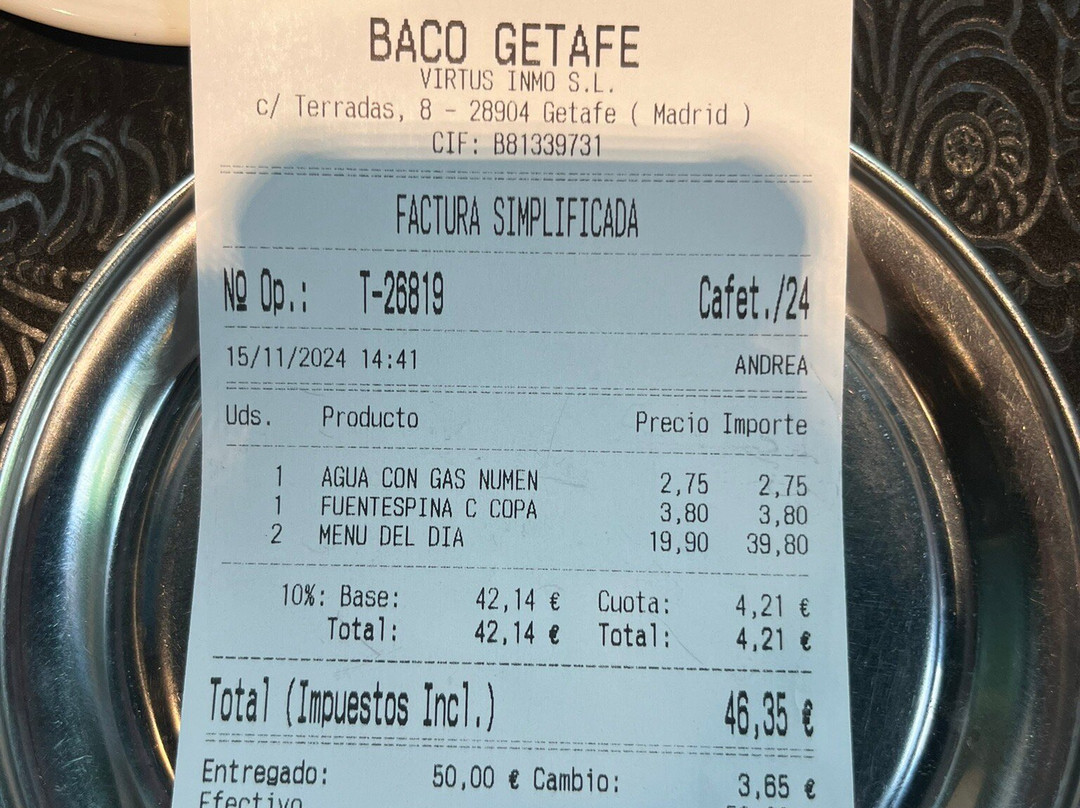 BACO GETAFE
VIRTUS INMO S.L.
c/ Terradas, 8 - 28904 Getafe ( Madrid )
CIF: B81339731
FACTURA SIMPLIFICADA
Nº Op.: T-26819 Cafet./24
15/11/2024 14:41 ANDREA
Uds. Producto Precio Importe
1 AGUA CON GAS NUMEN 2,75 2,75
1 FUENTESPINA C COPA 3,80 3,80
2 MENU DEL DIA 19,90 39,80
10%: Base: 42,14 € Cuota: 4,21 €
Total: 42,14 € Total: 4,21 €
Total (Impuestos Incl.) 46,35 €
Entregado: 50,00 € Cambio: 3,65 €
Efectivo